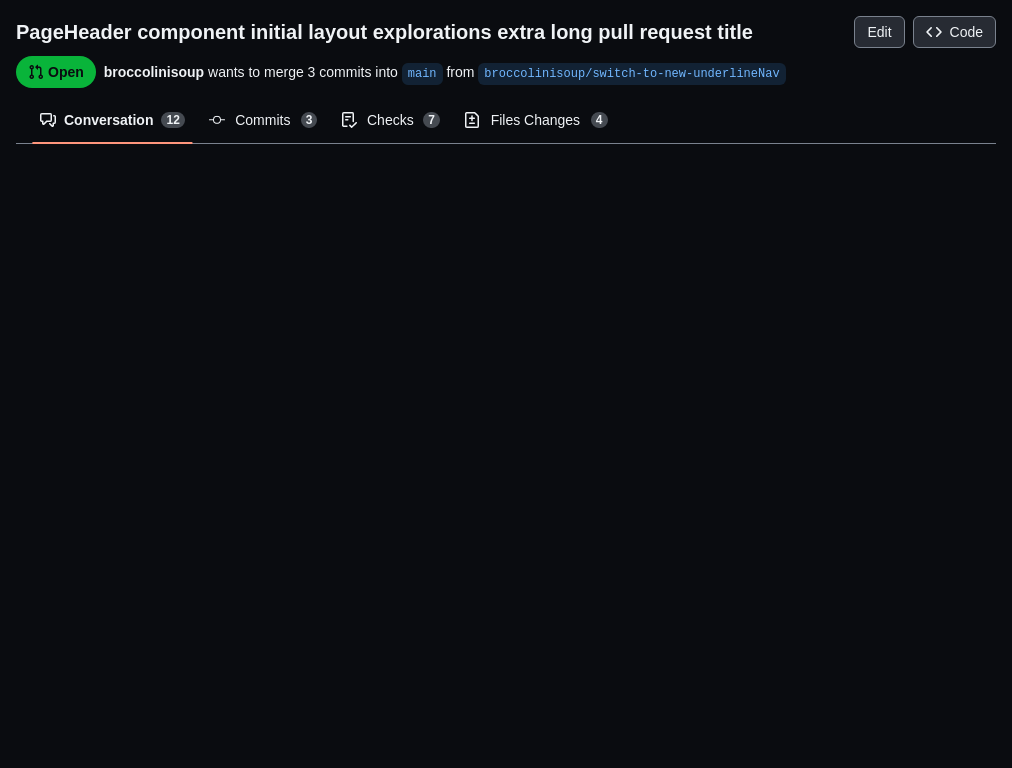 PageHeader component initial layout explorations extra long pull request title Edit Code
Open broccolinisoup wants to merge 3 commits into main from broccolinisoup/switch-to-new-underlineNav
Conversation 12 Commits 3 Checks 7 Files Changes 4